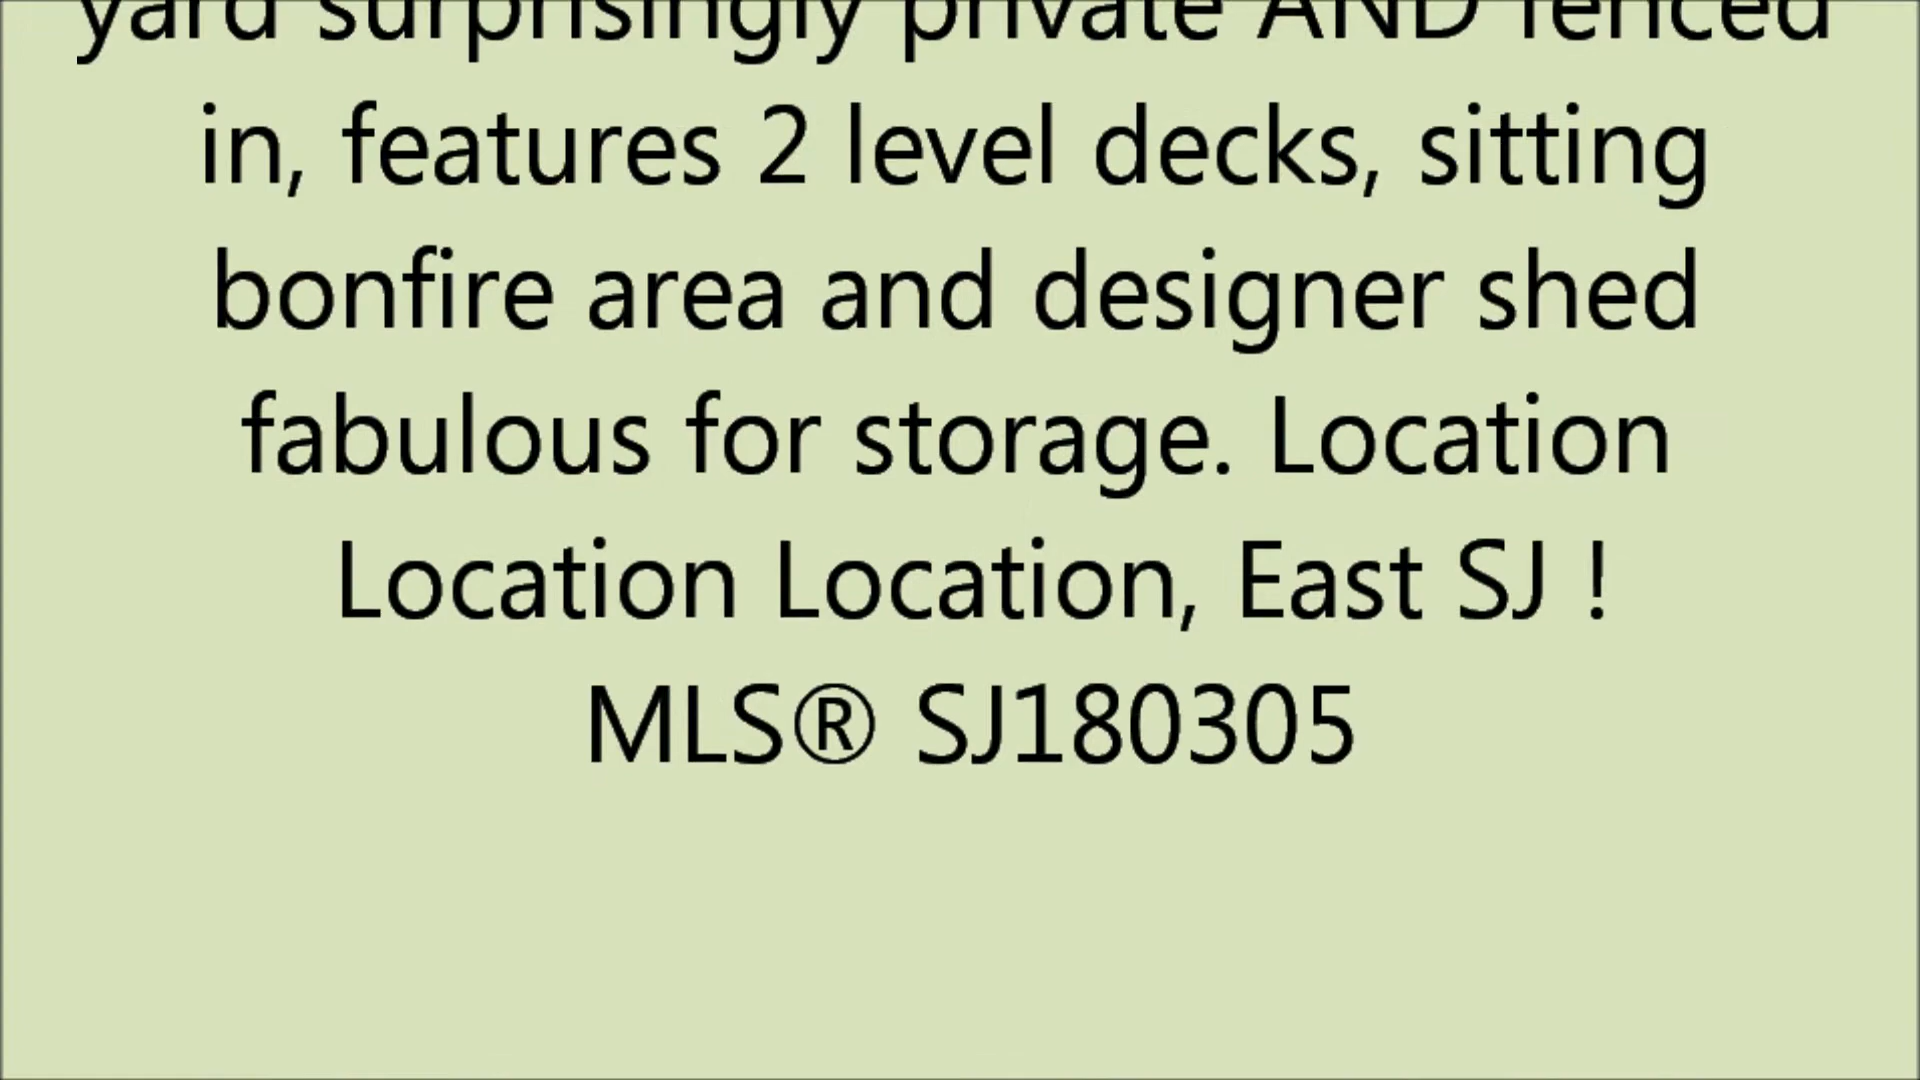 yard surprisingly private AND fenced
in, features 2 level decks, sitting
bonfire area and designer shed
fabulous for storage. Location
Location Location, East SJ !
MLS® SJ180305